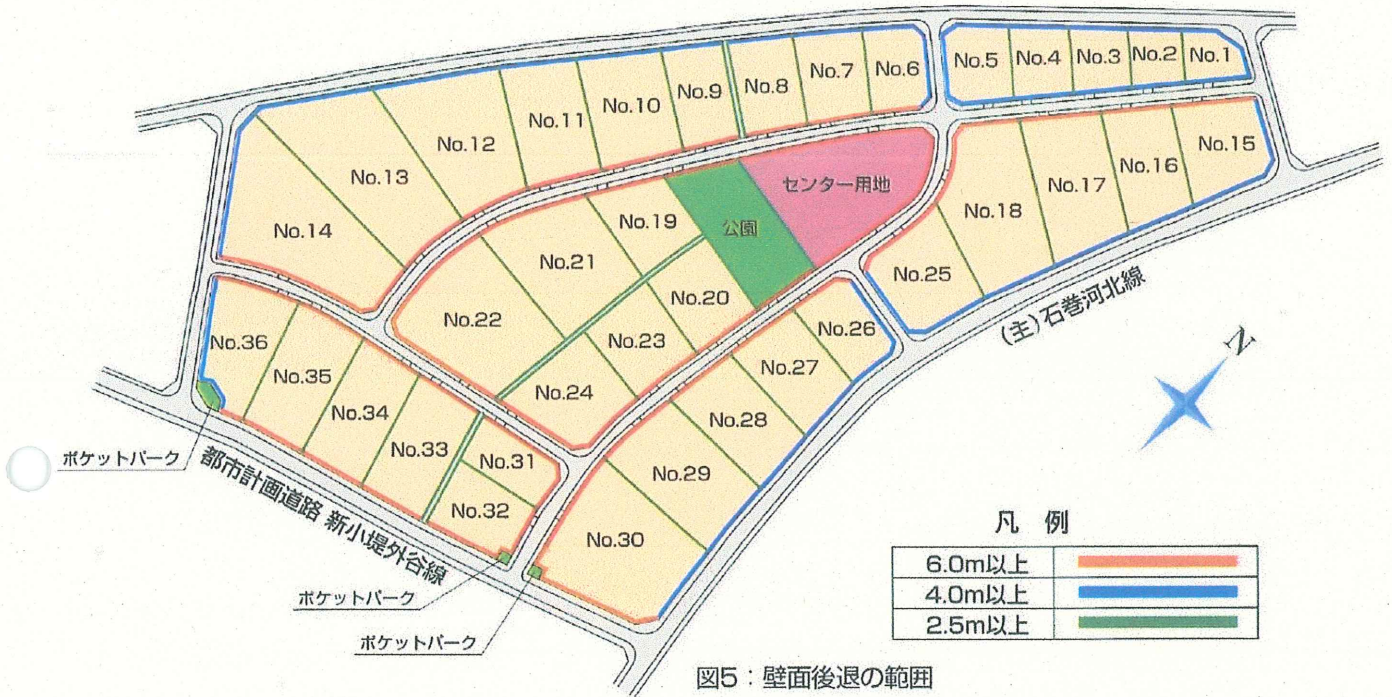 No.5
No.4
No.3
No.2
No.1
No.9
No.8
No.7
No.6
No.12
No.11
No.10
No.13
No.14
No.15
No.16
No.17
No.18
No.19
センター用地
公園
No.21
No.20
No.22
No.23
No.24
No.25
No.26
No.27
No.28
No.29
No.30
No.36
No.35
No.34
No.33
No.31
No.32
(主)石巻河北線
N
ポケットパーク
都市計画道路 新小堤外谷線
ポケットパーク
ポケットパーク
凡 例
6.0m以上
4.0m以上
2.5m以上
図5:壁面後退の範囲